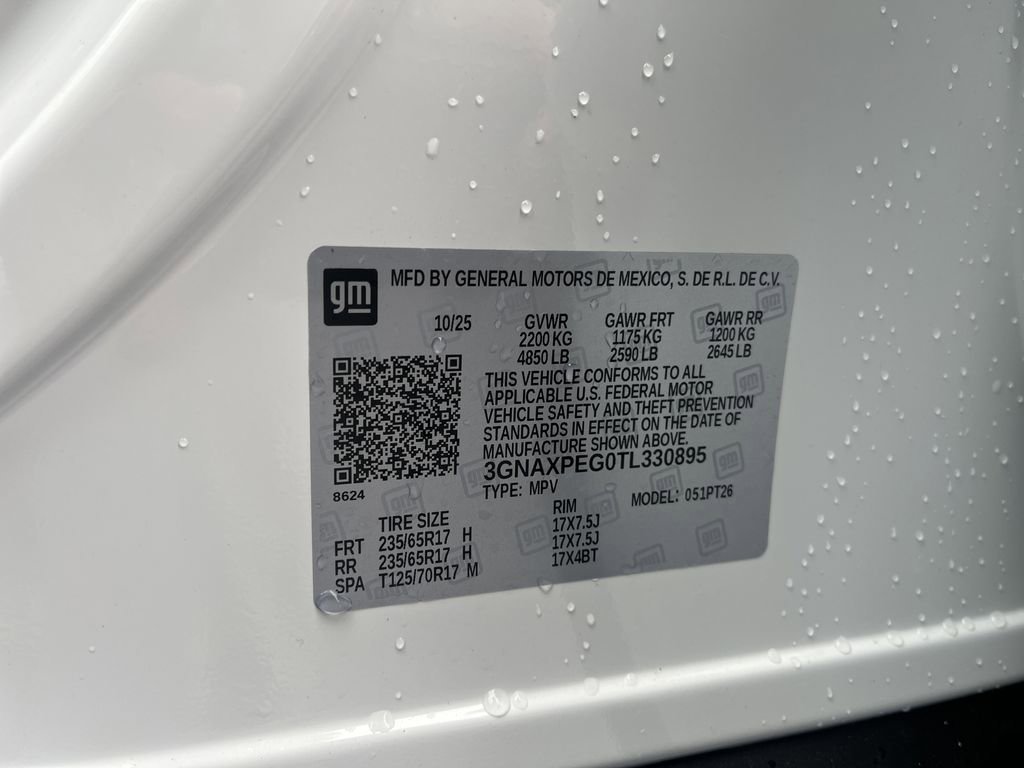 gm
MFD BY GENERAL MOTORS DE MEXICO, S. DE R.L. DE C.V.
10/25 GVWR GAWR FRT GAWR RR
2200 KG 1175 KG 1200 KG
4850 LB 2590 LB 2645 LB
THIS VEHICLE CONFORMS TO ALL
APPLICABLE U.S. FEDERAL MOTOR
VEHICLE SAFETY AND THEFT PREVENTION
STANDARDS IN EFFECT ON THE DATE OF
MANUFACTURE SHOWN ABOVE.
3GNAXPEG0TL330895
8624
TYPE: MPV MODEL: 051PT26
TIRE SIZE RIM
FRT 235/65R17 H 17X7.5J
RR 235/65R17 H 17X7.5J
SPA T125/70R17 M 17X4BT